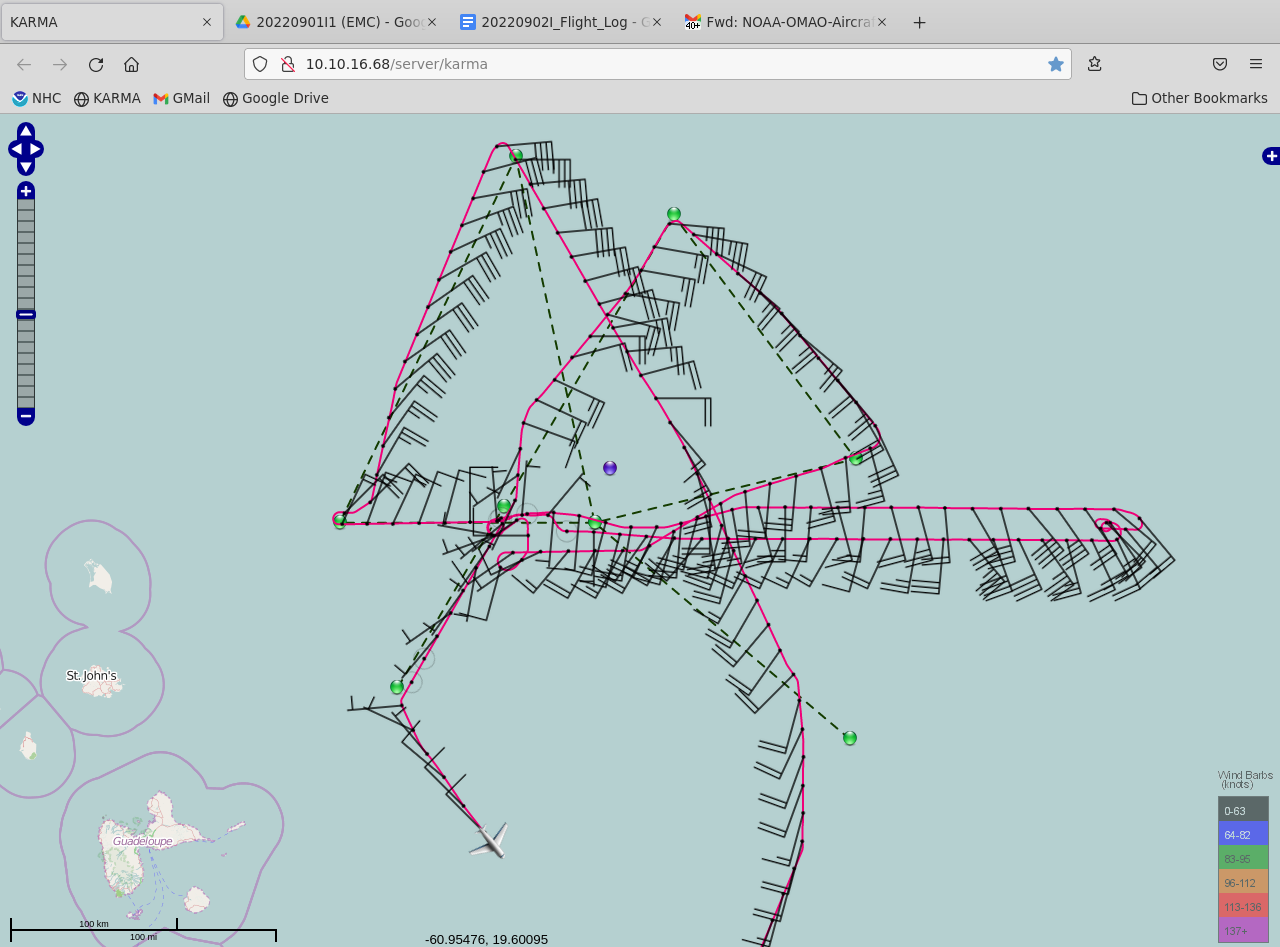 KARMA
20220901I1 (EMC) - Goo
20220902I_Flight_Log - G
40+
Fwd: NOAA-OMAO-Aircra
10.10.16.68/server/karma
NHC
KARMA
GMail
Google Drive
Other Bookmarks
St. John's
Guadeloupe
100 km
100 mi
-60.95476, 19.60095
Wind Barbs
(knots)
0-63
64-82
83-95
96-112
113-136
137+